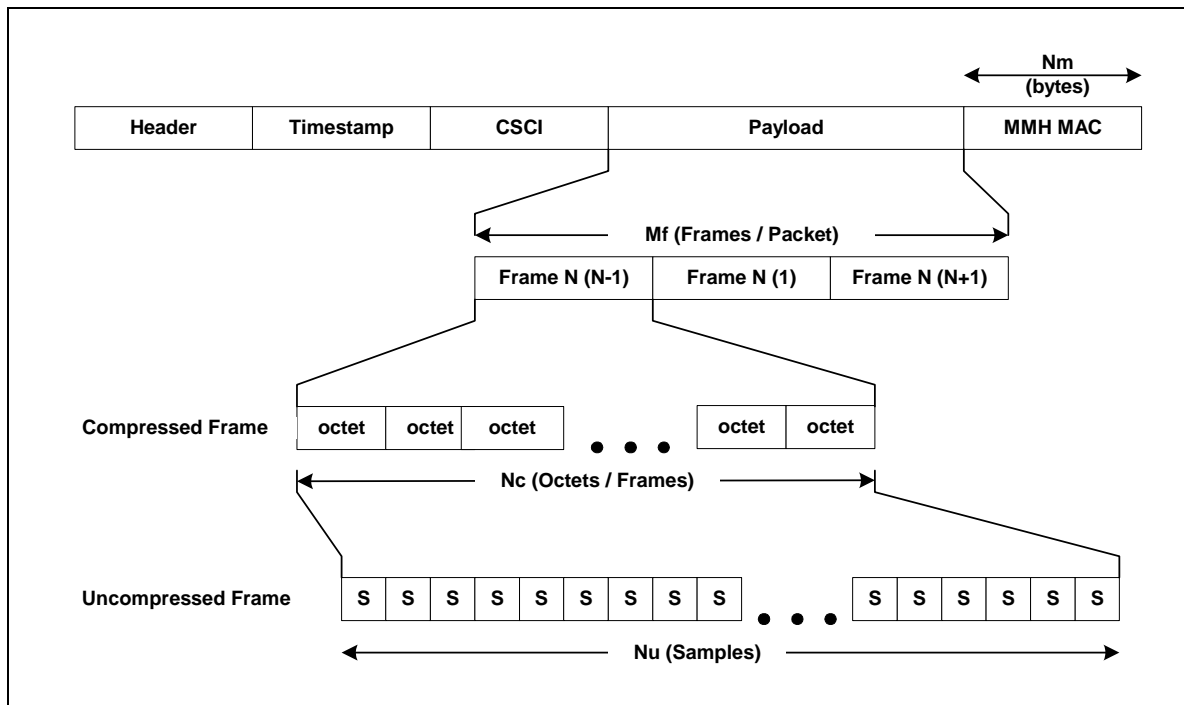 Nm
(bytes)
Header Timestamp CSCI Payload MMH MAC
Mf (Frames / Packet)
Frame N (N-1) Frame N (1) Frame N (N+1)
Compressed Frame octet octet octet octet octet
Nc (Octets / Frames)
Uncompressed Frame S S S S S S S S S S S S S S S
Nu (Samples)